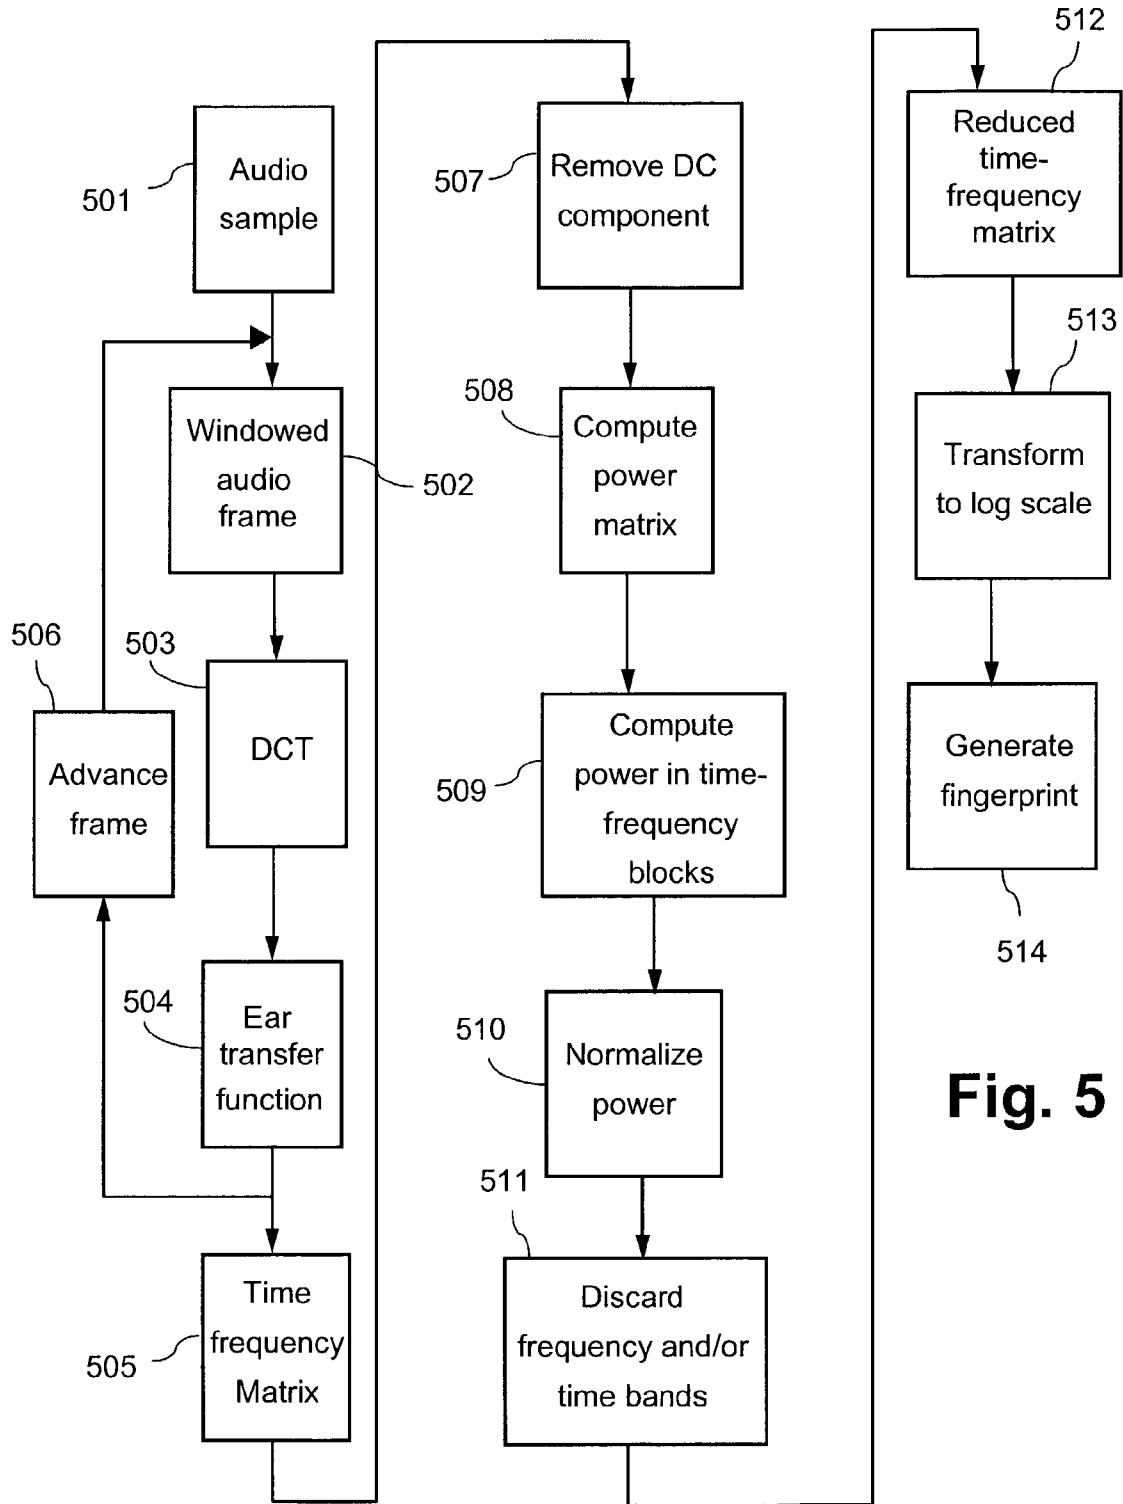 501
Audio
sample
502
Windowed
audio
frame
503
DCT
504
Ear
transfer
function
505
Time
frequency
Matrix
506
Advance
frame
507
Remove DC
component
508
Compute
power
matrix
509
Compute
power in time-
frequency
blocks
510
Normalize
power
511
Discard
frequency and/or
time bands
512
Reduced
time-
frequency
matrix
513
Transform
to log scale
Generate
fingerprint
514
Fig. 5